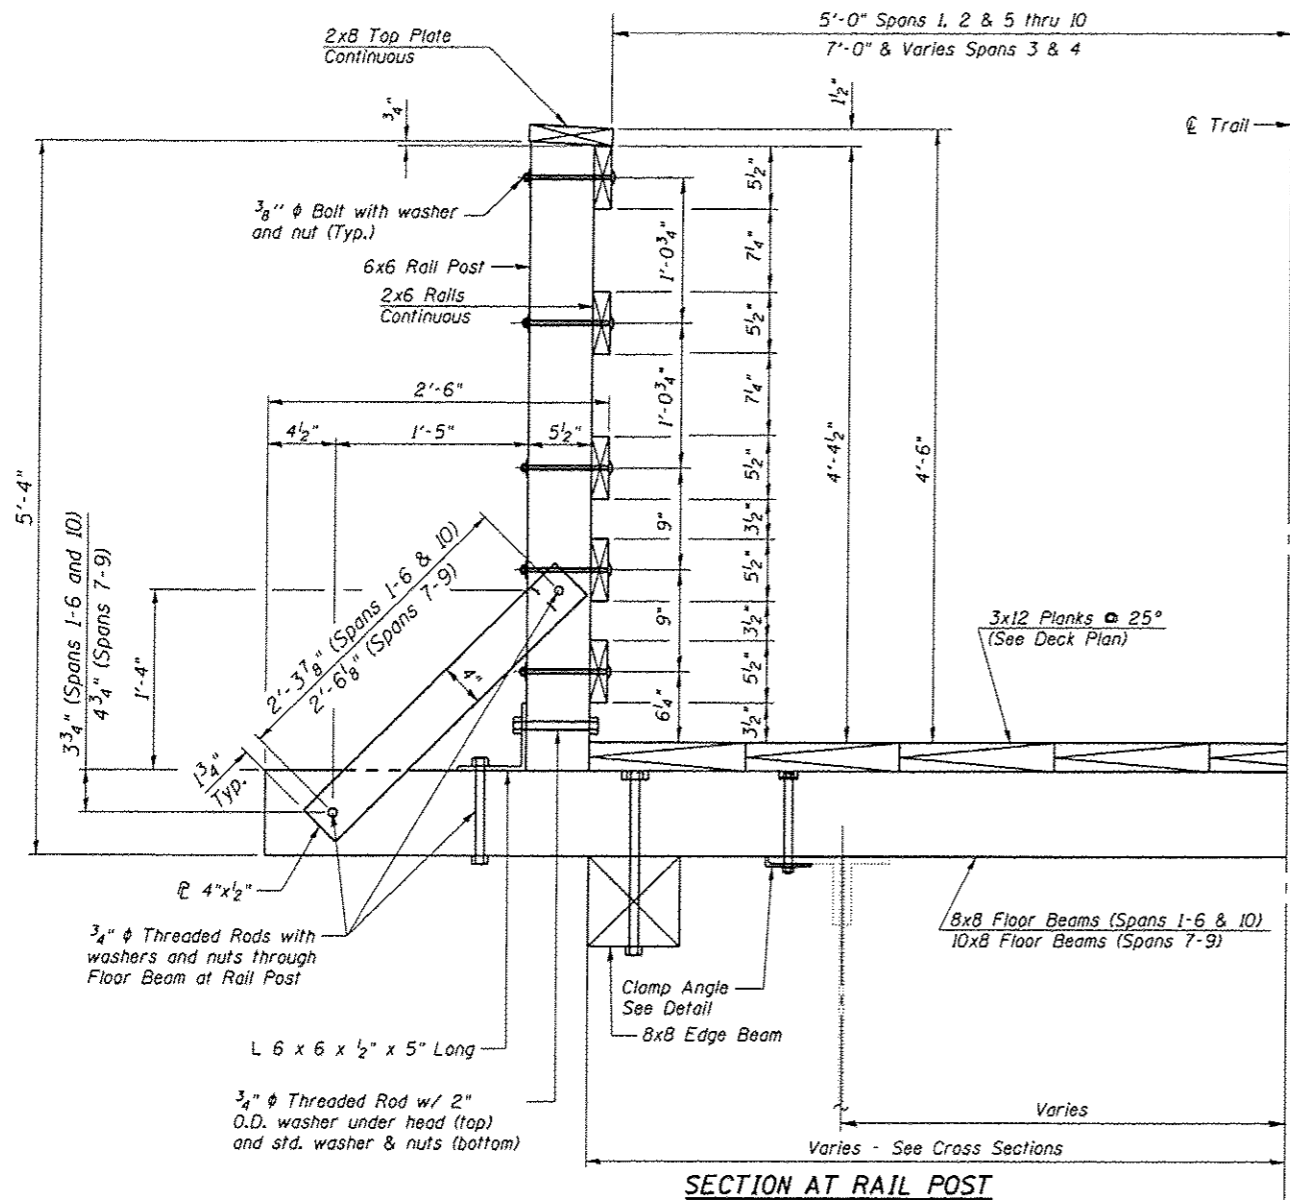 5'-0" Spans 1, 2 & 5 thru 10
7'-0" & Varies Spans 3 & 4
2x8 Top Plate
Continuous
3/4"
1 1/2"
℄ Trail
3/8" ϕ Bolt with washer
and nut (Typ.)
6x6 Rail Post
2x6 Rails
Continuous
5 1/2"
7 1/4"
5 1/2"
7 1/4"
5 1/2"
3 1/2"
5 1/2"
3 1/2"
5 1/2"
3 1/2"
1'-0 3/4"
1'-0 3/4"
9"
9"
6 1/4"
4'-4 1/2"
4'-6"
2'-6"
4 1/2"
1'-5"
5 1/2"
5'-4"
3 3/4" (Spans 1-6 and 10)
4 3/4" (Spans 7-9)
1'-4"
2'-3 7/8" (Spans 1-6 & 10)
2'-6 1/8" (Spans 7-9)
4"
1 3/4"
Typ.
3x12 Planks @ 25°
(See Deck Plan)
℄ 4"x1/2"
3/4" ϕ Threaded Rods with
washers and nuts through
Floor Beam at Rail Post
8x8 Floor Beams (Spans 1-6 & 10)
10x8 Floor Beams (Spans 7-9)
Clamp Angle
See Detail
8x8 Edge Beam
L 6 x 6 x 1/2" x 5" Long
3/4" ϕ Threaded Rod w/ 2"
O.D. washer under head (top)
and std. washer & nuts (bottom)
Varies
Varies - See Cross Sections
SECTION AT RAIL POST